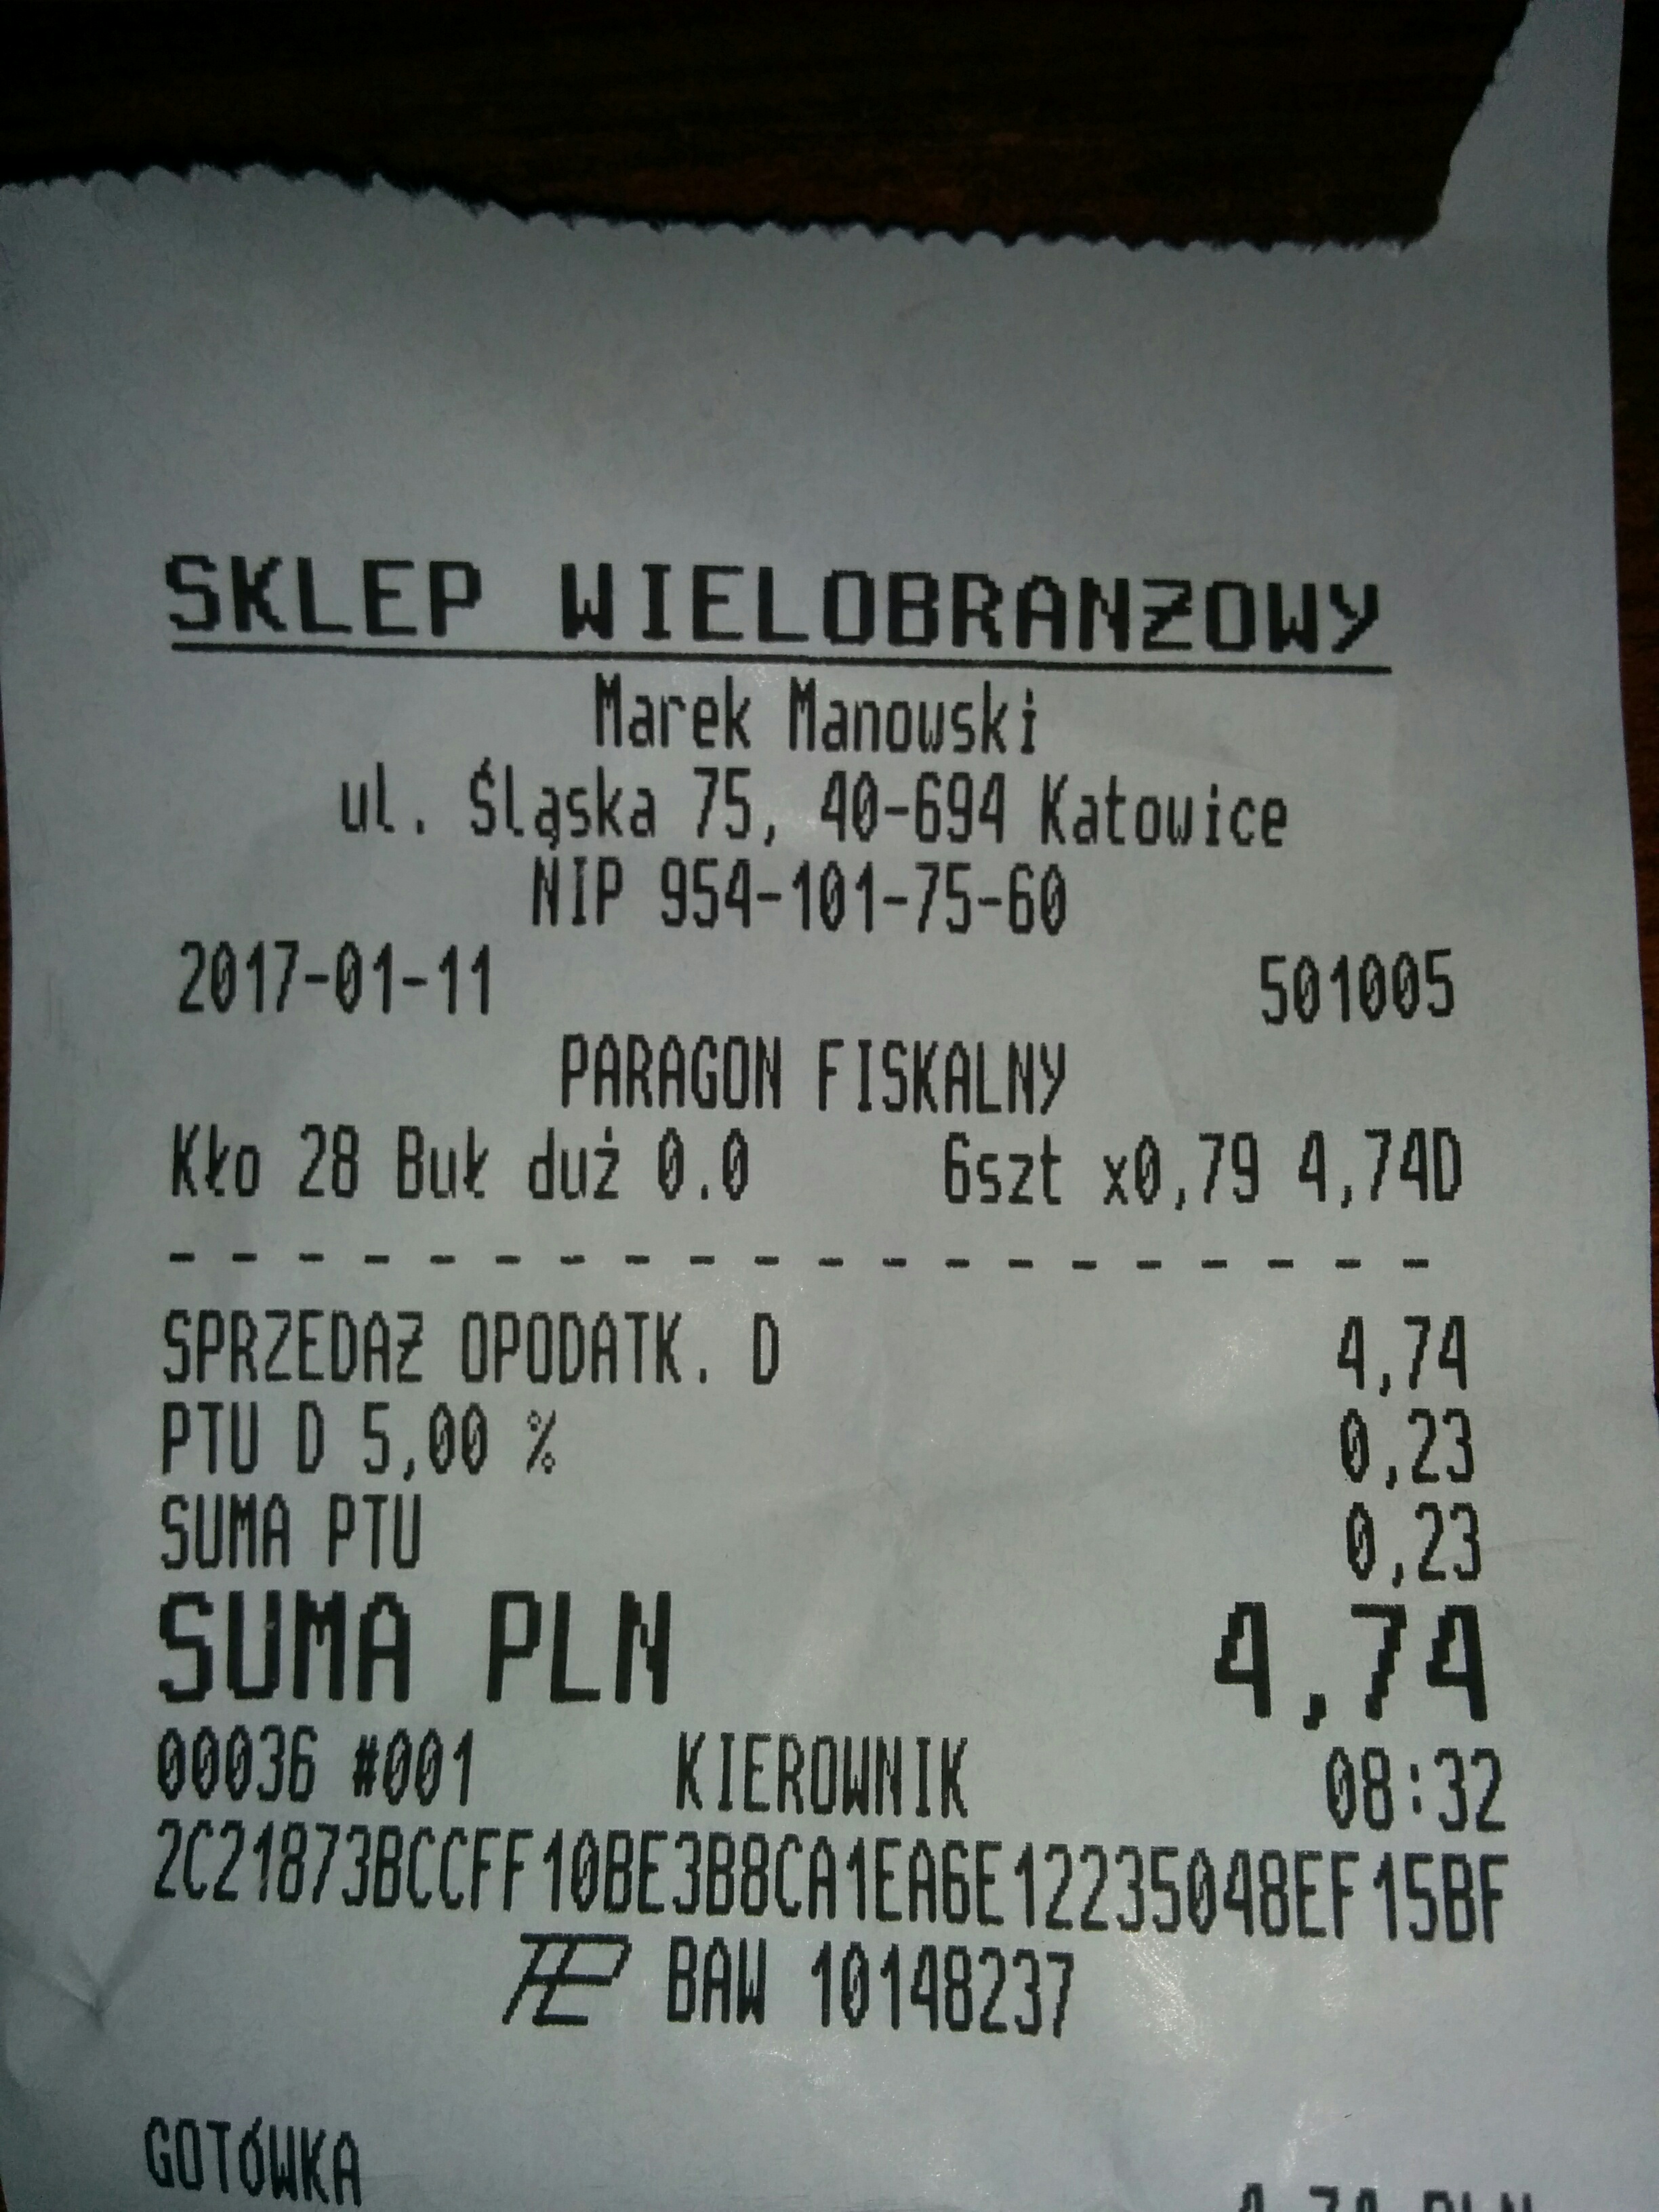 SKLEP WIELOBRANŻOWY
Marek Manowski
ul. Śląska 75, 40-694 Katowice
NIP 954-101-75-60
2017-01-11 501005
PARAGON FISKALNY
Kło 28 Buł duż 0.0 6szt x0,79 4,74D
- - - - - - - - - - - - - - - - - - - -
SPRZEDAŻ OPODATK. D 4,74
PTU D 5,00 % 0,23
SUMA PTU 0,23
SUMA PLN 4,74
00036 #001 KIEROWNIK 08:32
2C21873BCCFF10BE3B8CA1EA6E12235048EF15BF
BAW 10148237
GOTÓWKA 4,74 PLN